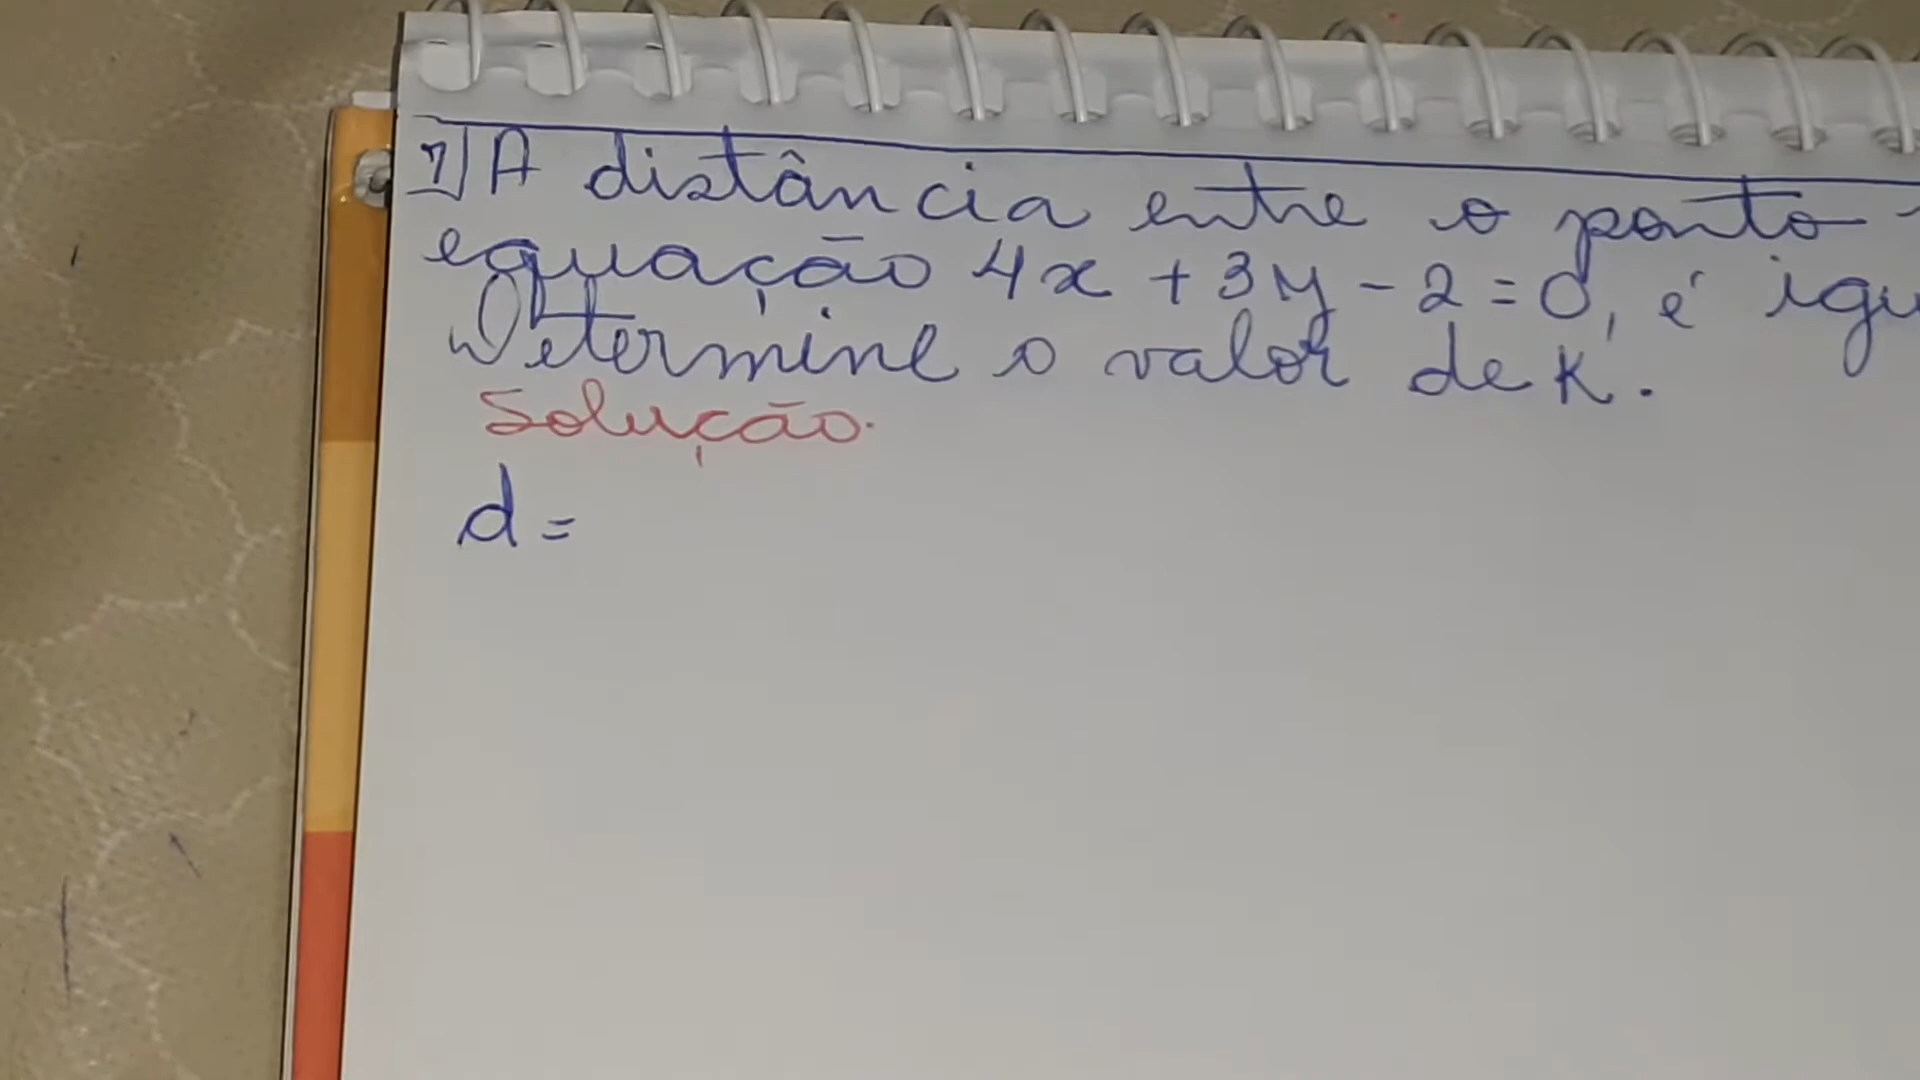 7) A distância entre o ponto
equação 4x + 3y - 2 = 0, é igu
Determine o valor de K.
Solução.
d =